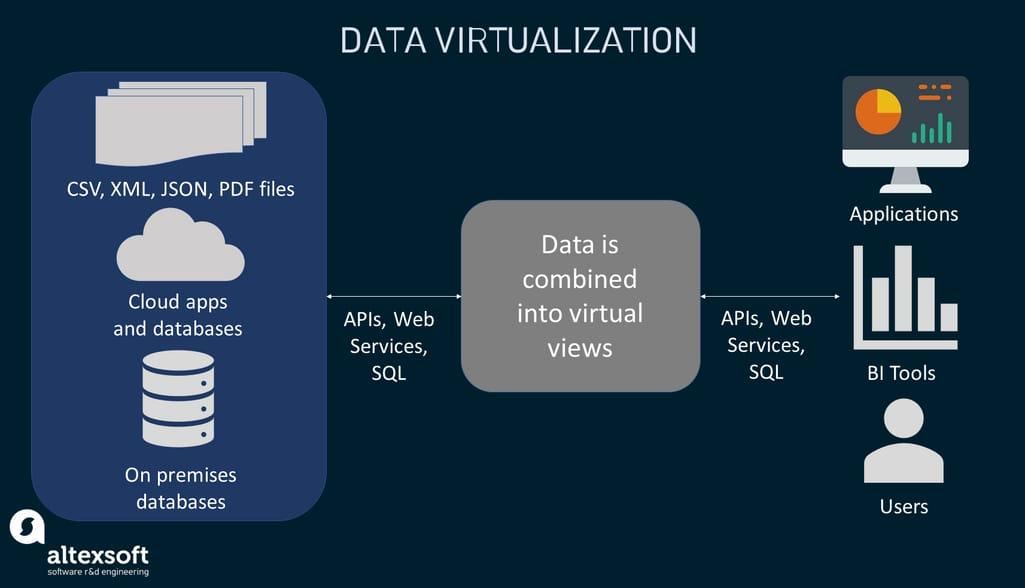 DATA VIRTUALIZATION
CSV, XML, JSON, PDF files
Cloud apps
and databases
On premises
databases
APIs, Web
Services,
SQL
Data is
combined
into virtual
views
APIs, Web
Services,
SQL
Applications
BI Tools
Users
altexsoft
software r&d engineering